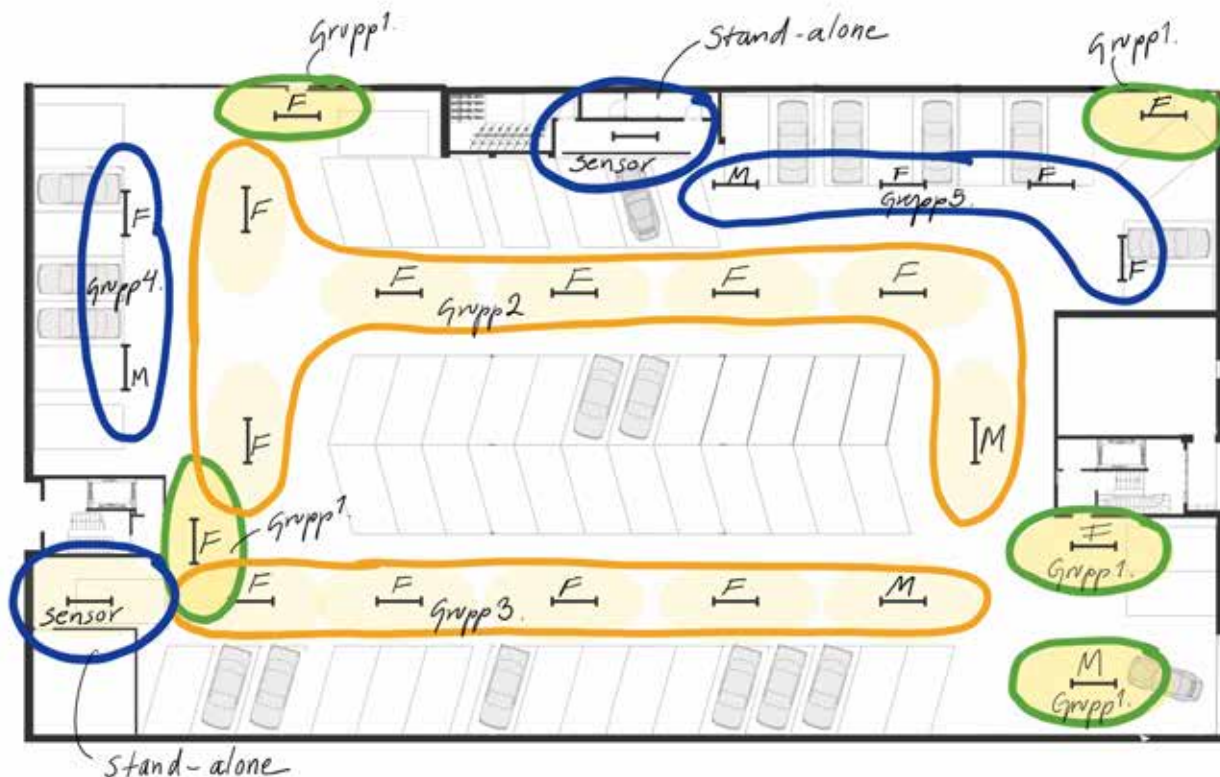 Grupp1.
Stand-alone
Grupp1.
F
F
Sensor
M
F
F
Grupp5.
F
F
F
Grupp4.
M
F
F
F
F
F
Grupp2
F
M
F
Grupp1.
F
Grupp1.
Sensor
F
F
F
F
M
Grupp3.
M
Grupp1.
Stand-alone